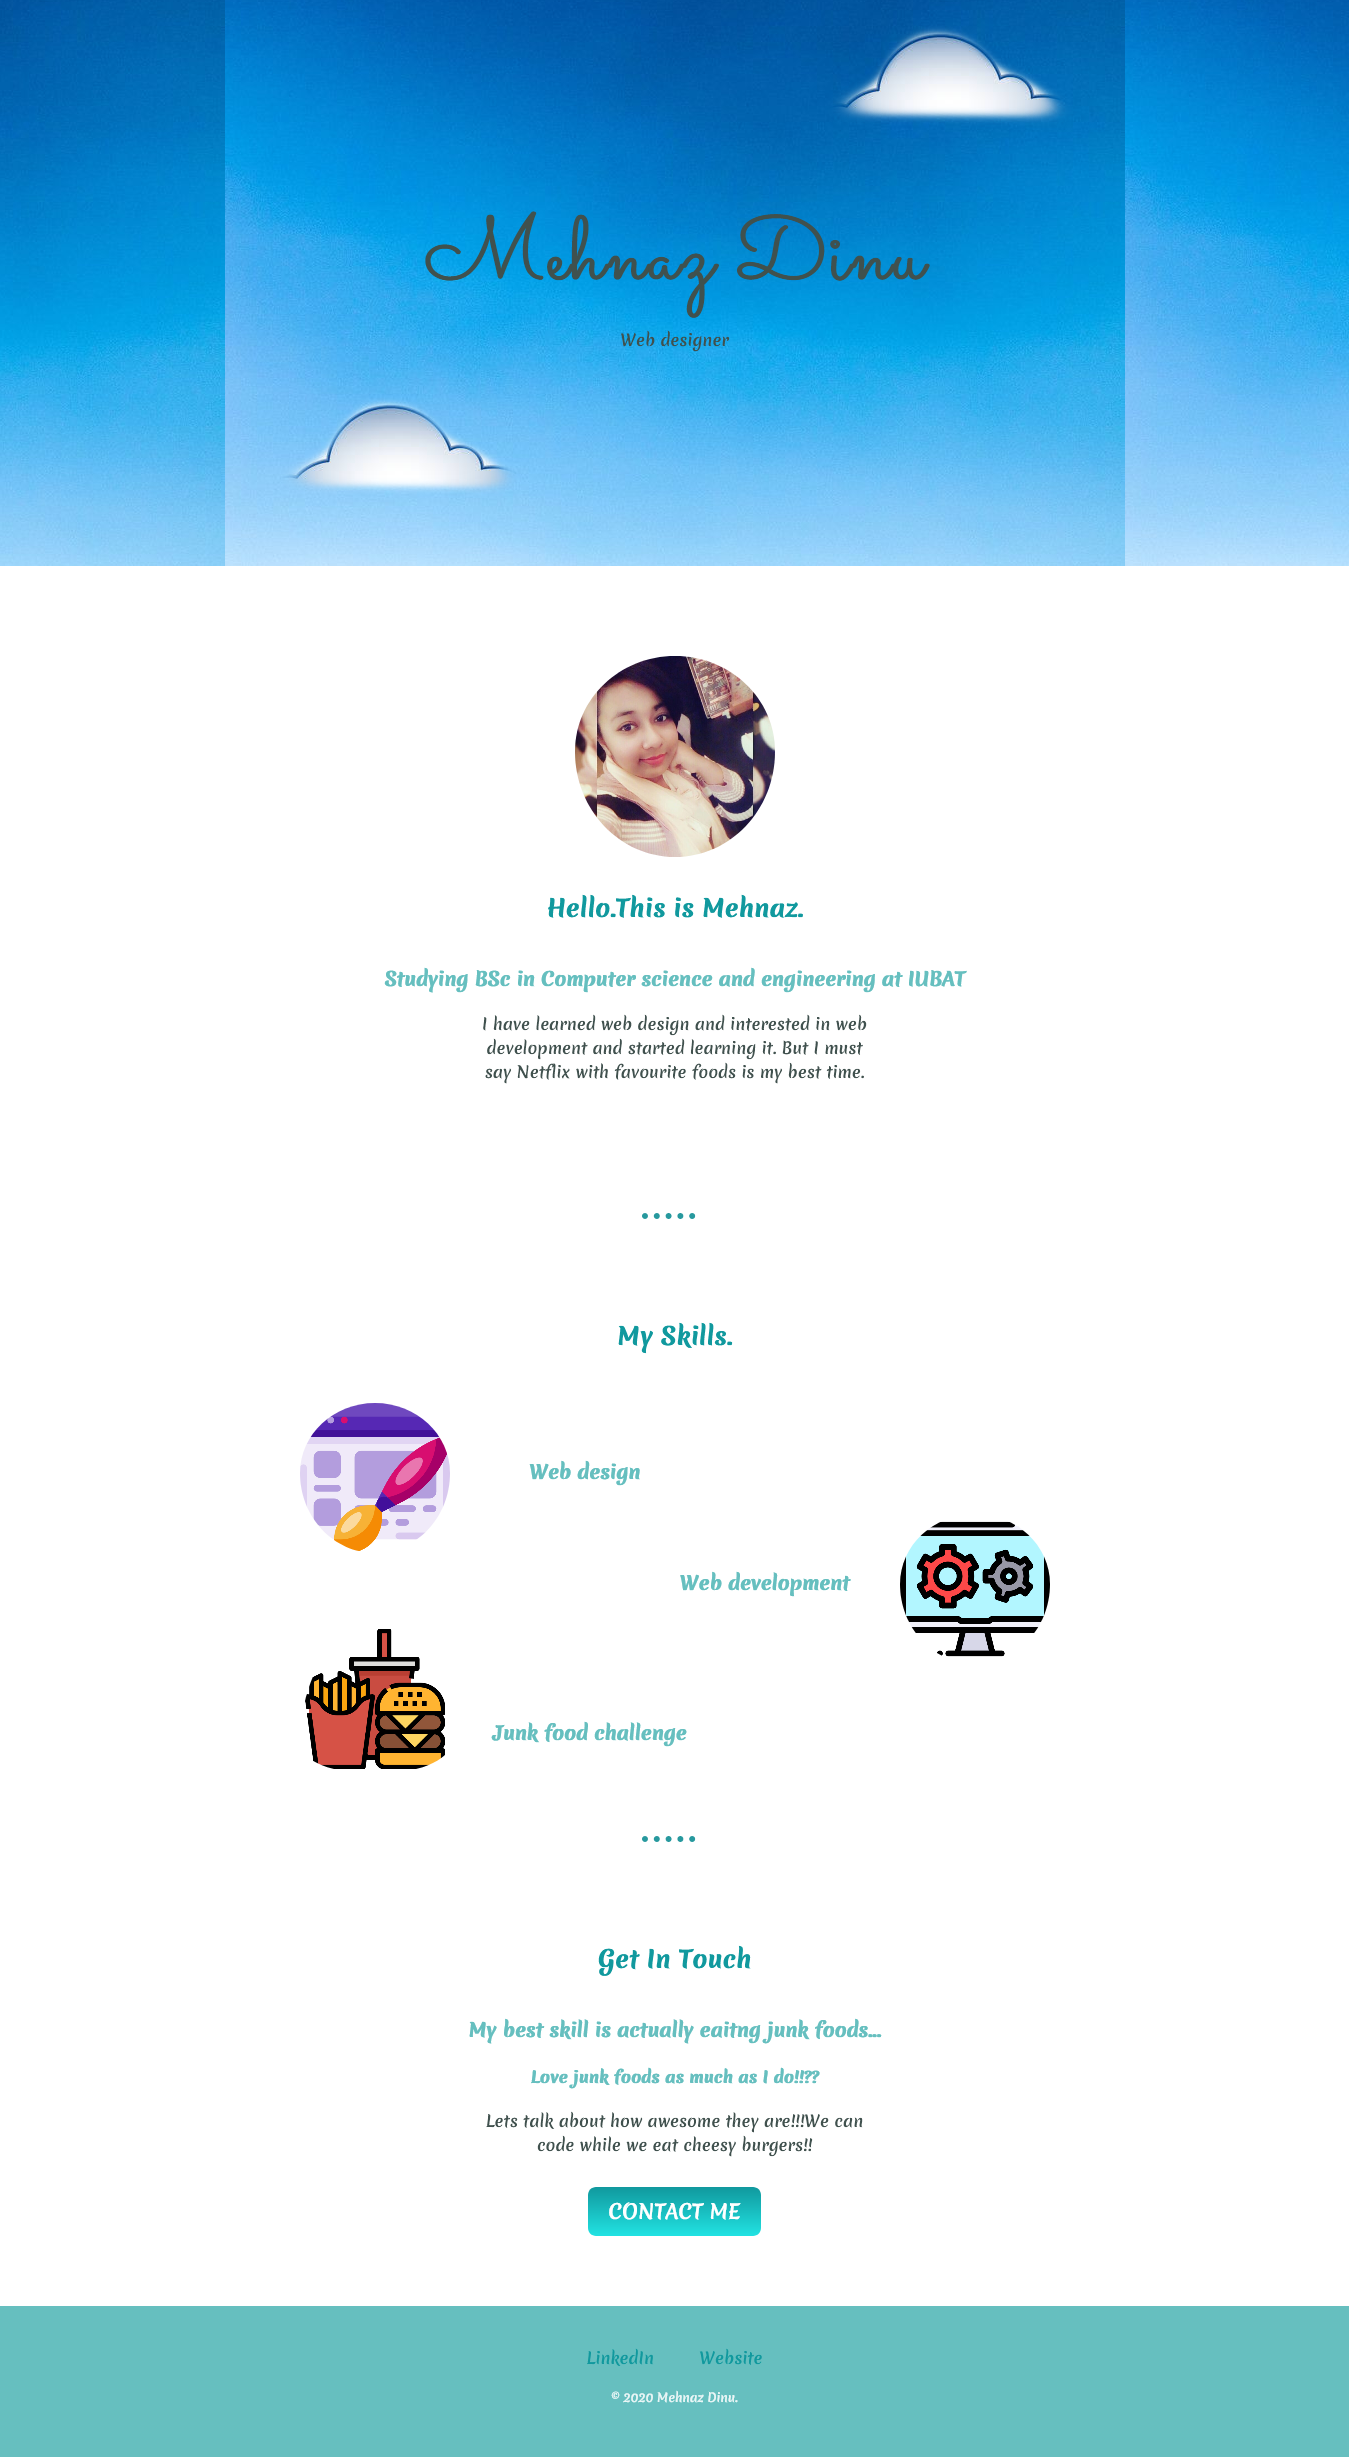 Mehnaz Dinu
Web designer
Hello.This is Mehnaz.
Studying BSc in Computer science and engineering at IUBAT
I have learned web design and interested in web
development and started learning it. But I must
say Netflix with favourite foods is my best time.
My Skills.
Web design
Web development
Junk food challenge
Get In Touch
My best skill is actually eaitng junk foods...
Love junk foods as much as I do!!??
Lets talk about how awesome they are!!!We can
code while we eat cheesy burgers!!
CONTACT ME
LinkedIn Website
© 2020 Mehnaz Dinu.